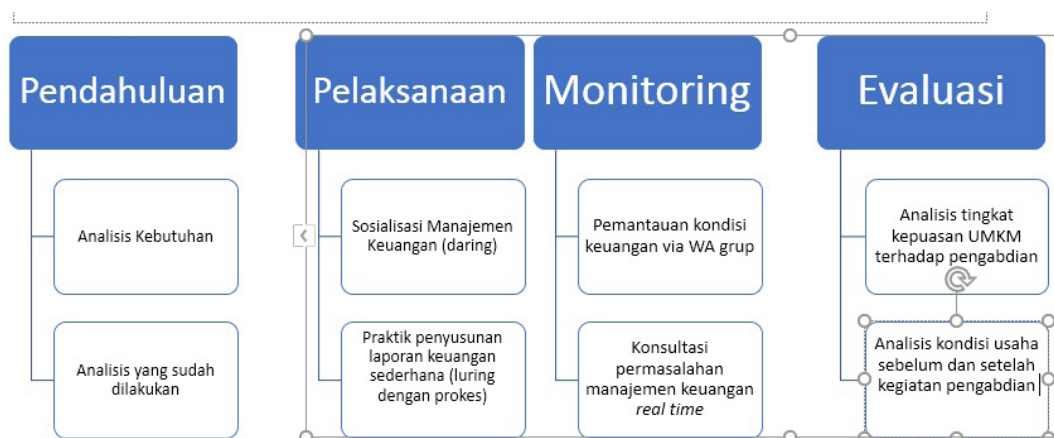 Pendahuluan
Analisis Kebutuhan
Analisis yang sudah
dilakukan
Pelaksanaan
Sosialisasi Manajemen
Keuangan (daring)
Praktik penyusunan
laporan keuangan
sederhana (luring
dengan prokes)
Monitoring
Pemantauan kondisi
keuangan via WA grup
Konsultasi
permasalahan
manajemen keuangan
real time
Evaluasi
Analisis tingkat
kepuasan UMKM
terhadap pengabdian
Analisis kondisi usaha
sebelum dan setelah
kegiatan pengabdian